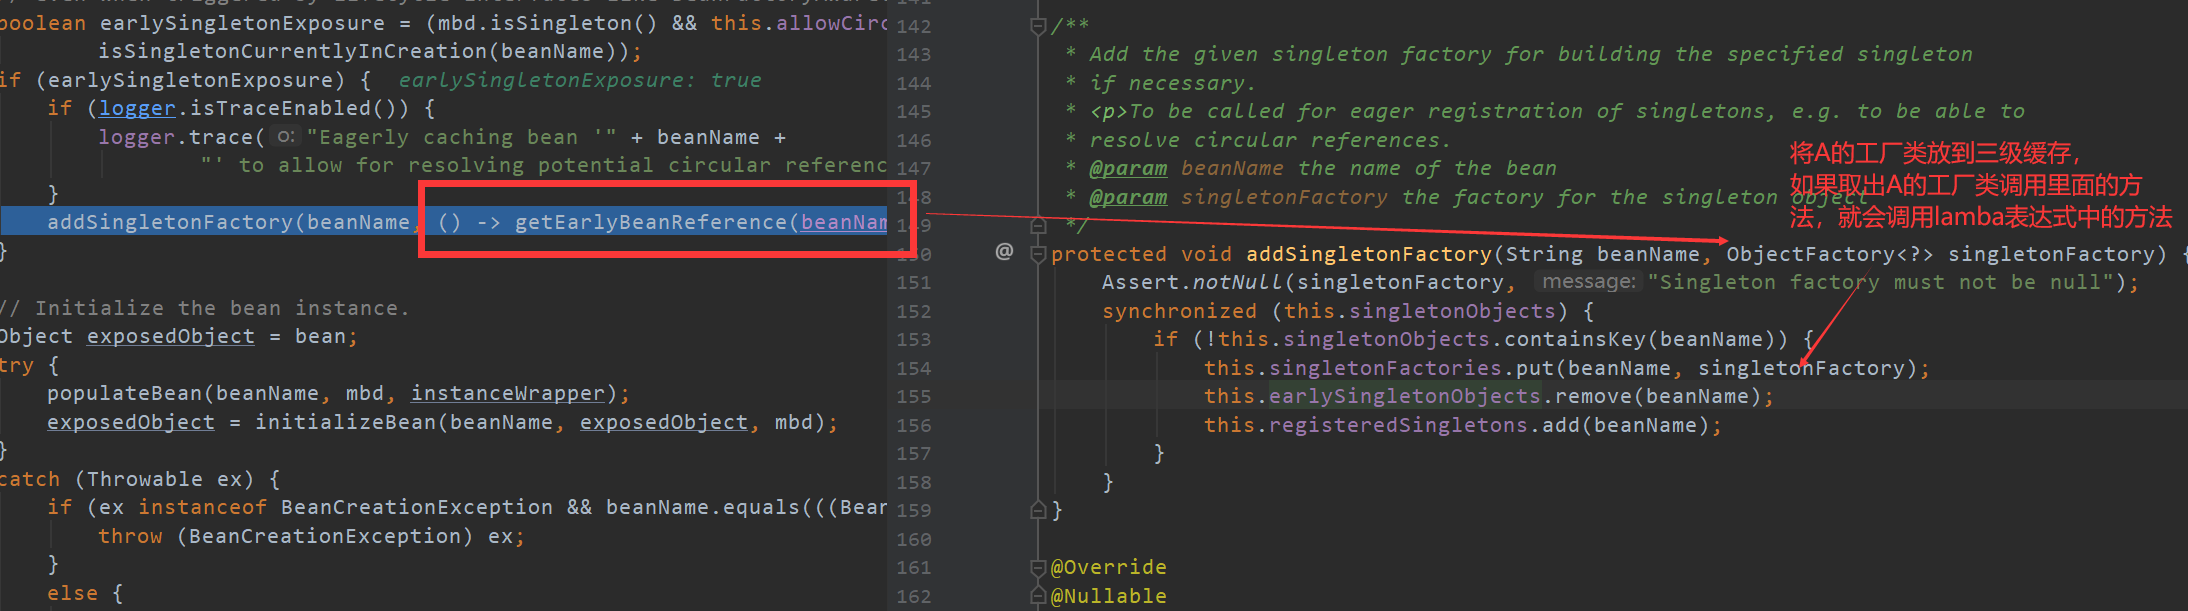 boolean earlySingletonExposure = (mbd.isSingleton() && this.allowCirc
isSingletonCurrentlyInCreation(beanName));
if (earlySingletonExposure) {  earlySingletonExposure: true
if (logger.isTraceEnabled()) {
logger.trace( o: "Eagerly caching bean '" + beanName +
"' to allow for resolving potential circular referenc
}
addSingletonFactory(beanName, () -> getEarlyBeanReference(beanNam
}
// Initialize the bean instance.
Object exposedObject = bean;
try {
populateBean(beanName, mbd, instanceWrapper);
exposedObject = initializeBean(beanName, exposedObject, mbd);
}
catch (Throwable ex) {
if (ex instanceof BeanCreationException && beanName.equals(((Bean
throw (BeanCreationException) ex;
}
else {
142 /**
143 * Add the given singleton factory for building the specified singleton
144 * if necessary.
145 * <p>To be called for eager registration of singletons, e.g. to be able to
146 * resolve circular references.
147 * @param beanName the name of the bean
148 * @param singletonFactory the factory for the singleton object
149 */
150 @ protected void addSingletonFactory(String beanName, ObjectFactory<?> singletonFactory) {
151 Assert.notNull(singletonFactory, message: "Singleton factory must not be null");
152 synchronized (this.singletonObjects) {
153 if (!this.singletonObjects.containsKey(beanName)) {
154 this.singletonFactories.put(beanName, singletonFactory);
155 this.earlySingletonObjects.remove(beanName);
156 this.registeredSingletons.add(beanName);
157 }
158 }
159 }
160
161 @Override
162 @Nullable
将A的工厂类放到三级缓存,
如果取出A的工厂类调用里面的方
法，就会调用lamba表达式中的方法